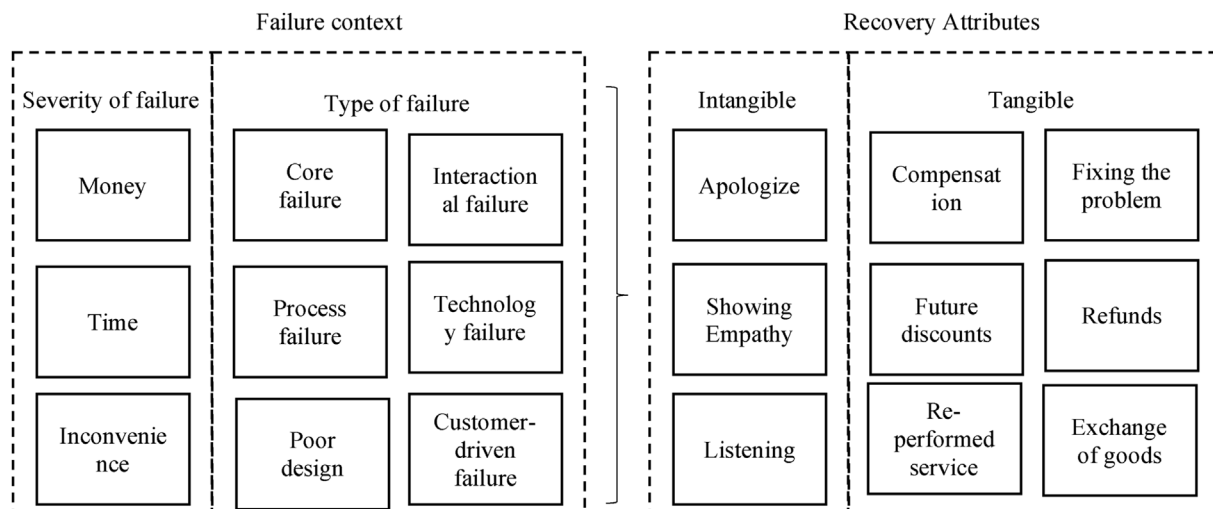 Failure context
Severity of failure
Type of failure
Money
Core
failure
Interaction
al failure
Time
Process
failure
Technolog
y failure
Inconvenie
nce
Poor
design
Customer-
driven
failure
Recovery Attributes
Intangible
Tangible
Apologize
Compensat
ion
Fixing the
problem
Showing
Empathy
Future
discounts
Refunds
Listening
Re-
performed
service
Exchange
of goods